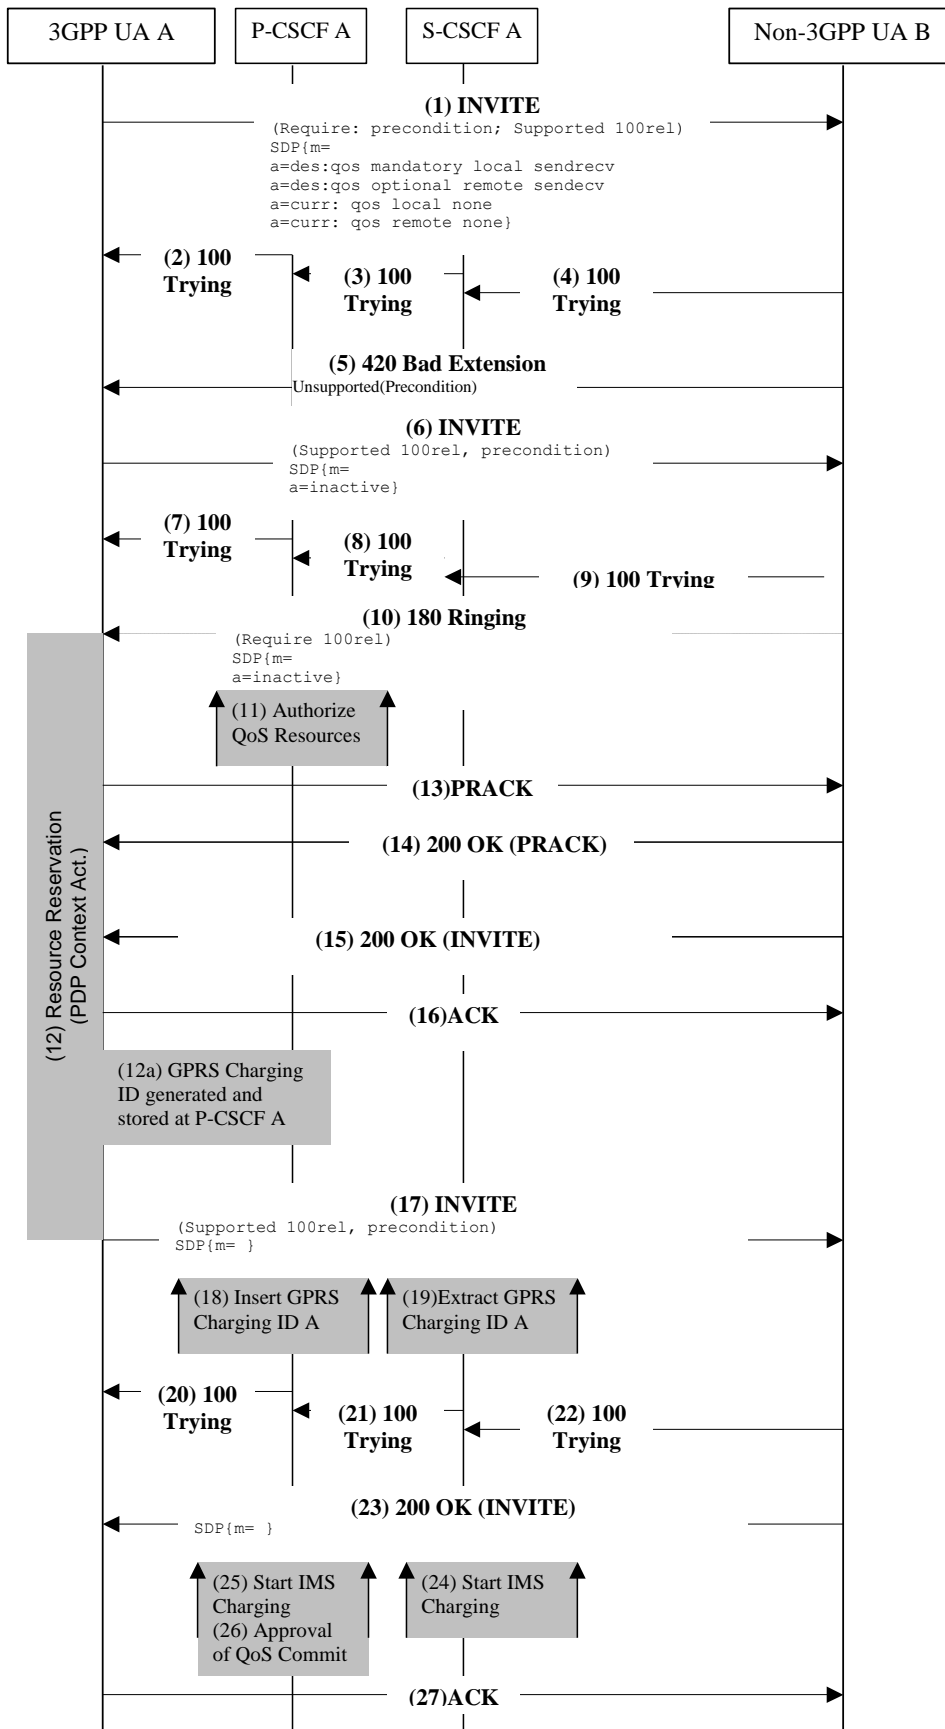 3GPP UA A
P-CSCF A
S-CSCF A
Non-3GPP UA B
(1) INVITE
(Require: precondition; Supported 100rel)
SDP{m=
a=des:qos mandatory local sendrecv
a=des:qos optional remote sendecv
a=curr: qos local none
a=curr: qos remote none}
(2) 100
Trying
(3) 100
Trying
(4) 100
Trying
(5) 420 Bad Extension
Unsupported(Precondition)
(6) INVITE
(Supported 100rel, precondition)
SDP{m=
a=inactive}
(7) 100
Trying
(8) 100
Trying
(9) 100 Trying
(10) 180 Ringing
(Require 100rel)
SDP{m=
a=inactive}
(11) Authorize
QoS Resources
(12) Resource Reservation
(PDP Context Act.)
(13)PRACK
(14) 200 OK (PRACK)
(15) 200 OK (INVITE)
(16)ACK
(12a) GPRS Charging
ID generated and
stored at P-CSCF A
(17) INVITE
(Supported 100rel, precondition)
SDP{m= }
(18) Insert GPRS
Charging ID A
(19)Extract GPRS
Charging ID A
(20) 100
Trying
(21) 100
Trying
(22) 100
Trying
(23) 200 OK (INVITE)
SDP{m= }
(25) Start IMS
Charging
(26) Approval
of QoS Commit
(24) Start IMS
Charging
(27)ACK